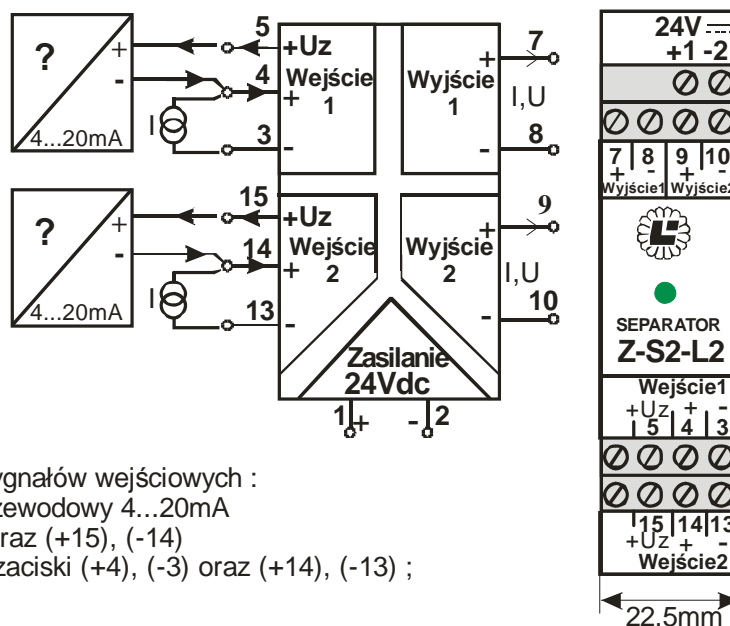 5
+Uz
?
+
-
4...20mA
I
4
+
3
-
Wejście
1
+
7
Wyjście
1
I,U
-
8
15
+Uz
?
+
-
4...20mA
I
14
+
13
-
Wejście
2
+
9
Wyjście
2
I,U
-
10
Zasilanie
24Vdc
1 + - 2
24V
+1 -2
7 8 9 10
+ - + -
Wyjście1 Wyjście2
SEPARATOR
Z-S2-L2
Wejście1
+Uz + -
5 4 3
15 14 13
+Uz + -
Wejście2
22,5mm
ygnałów wejściowych :
zewodowy 4...20mA
raz (+15), (-14)
zaciski (+4), (-3) oraz (+14), (-13) ;